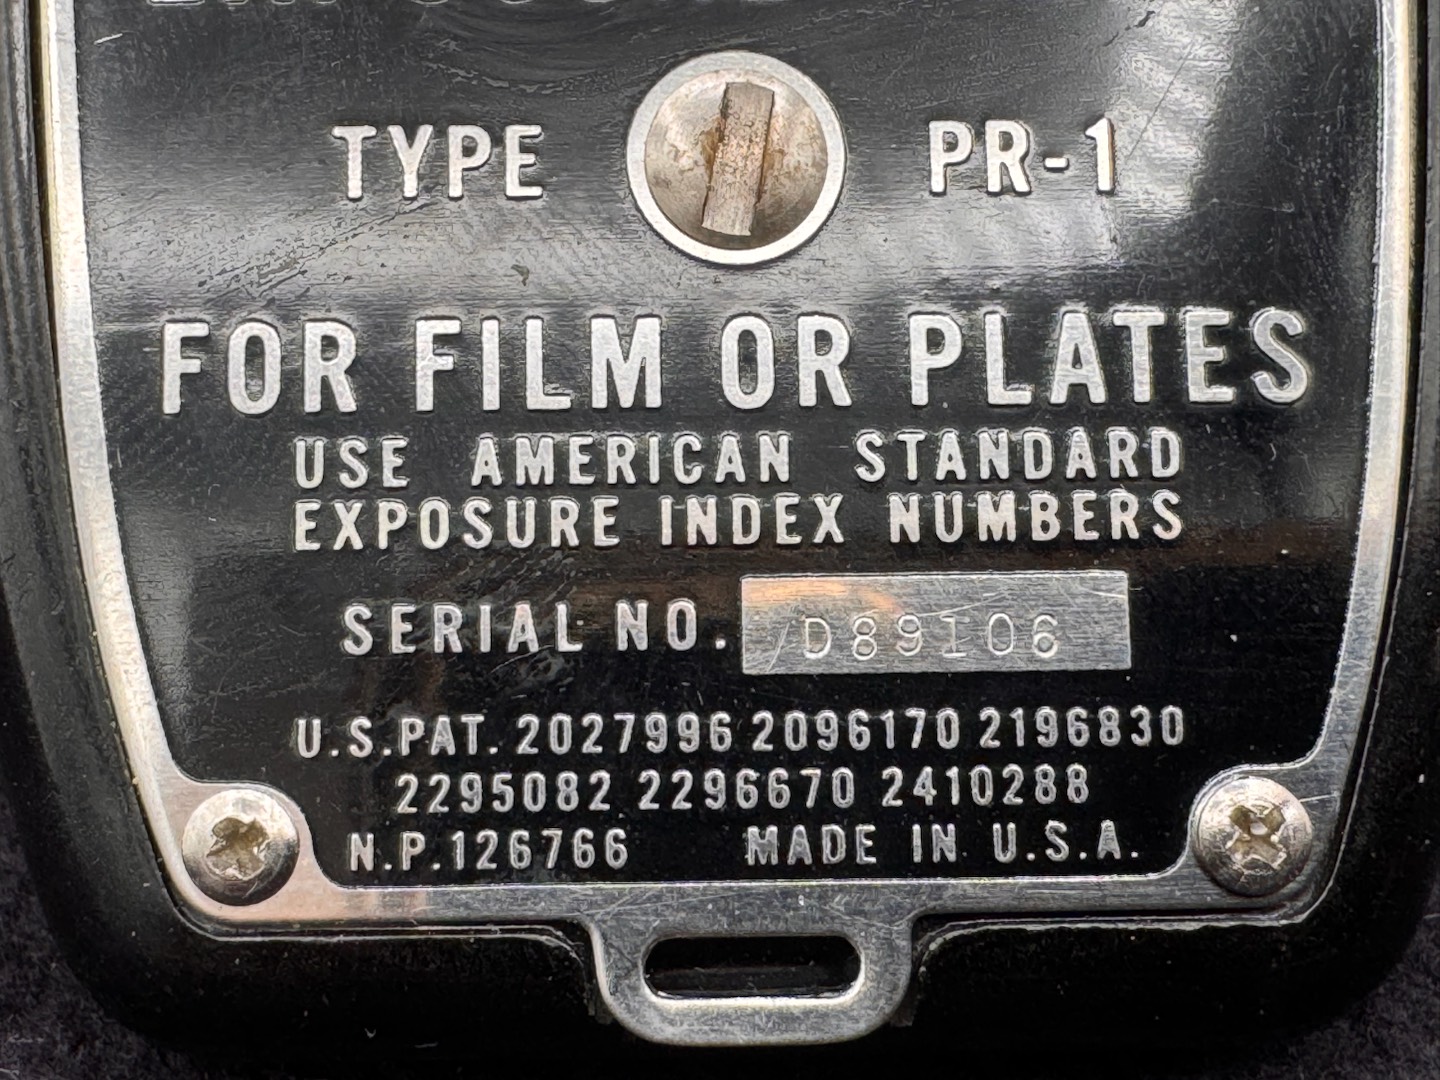 TYPE PR-1
FOR FILM OR PLATES
USE AMERICAN STANDARD
EXPOSURE INDEX NUMBERS
SERIAL NO. D89106
U.S.PAT. 2027996 2096170 2196830
2295082 2296670 2410288
N.P.126766 MADE IN U.S.A.